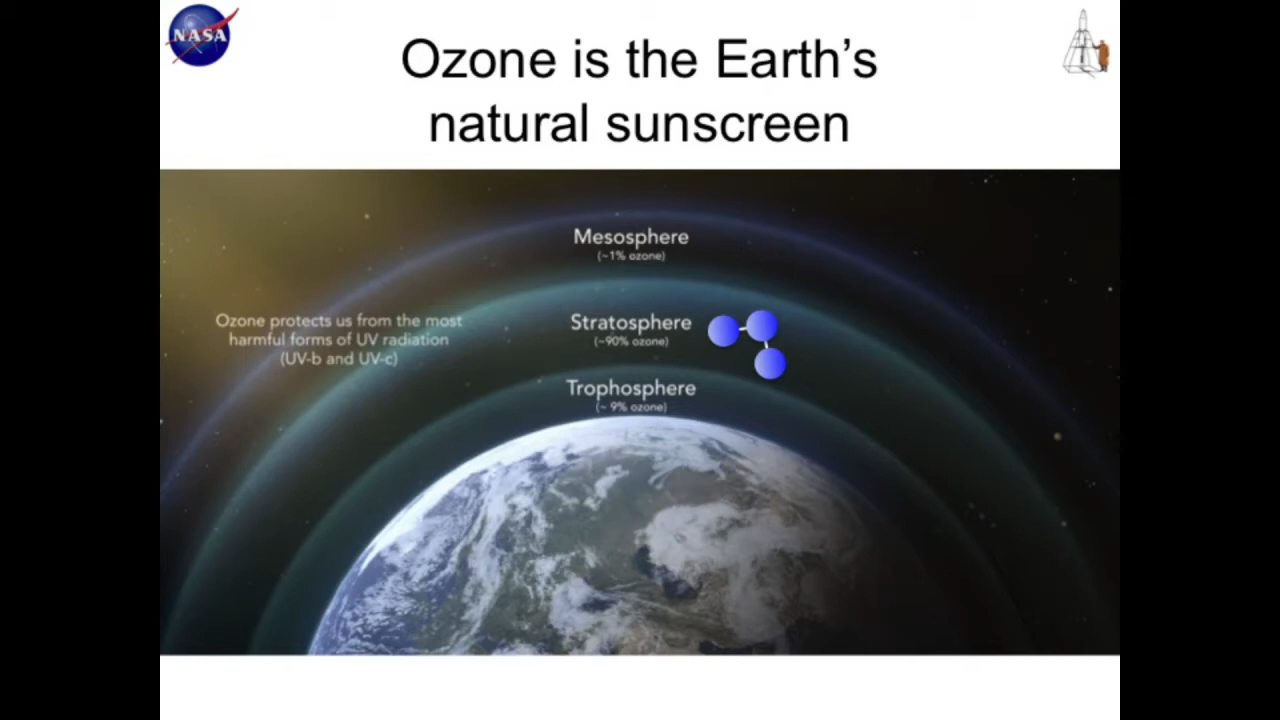 NASA
Ozone is the Earth’s
natural sunscreen
Mesosphere
(~1% ozone)
Ozone protects us from the most
harmful forms of UV radiation
(UV-b and UV-c)
Stratosphere
(~90% ozone)
Trophosphere
(~ 9% ozone)